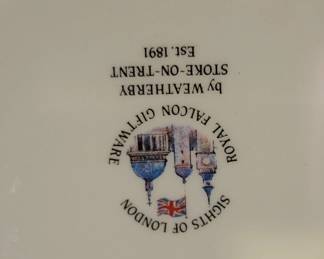 SIGHTS OF LONDON
ROYAL FALCON GIFTWARE
by WEATHERBY
STOKE-ON-TRENT
Est. 1891